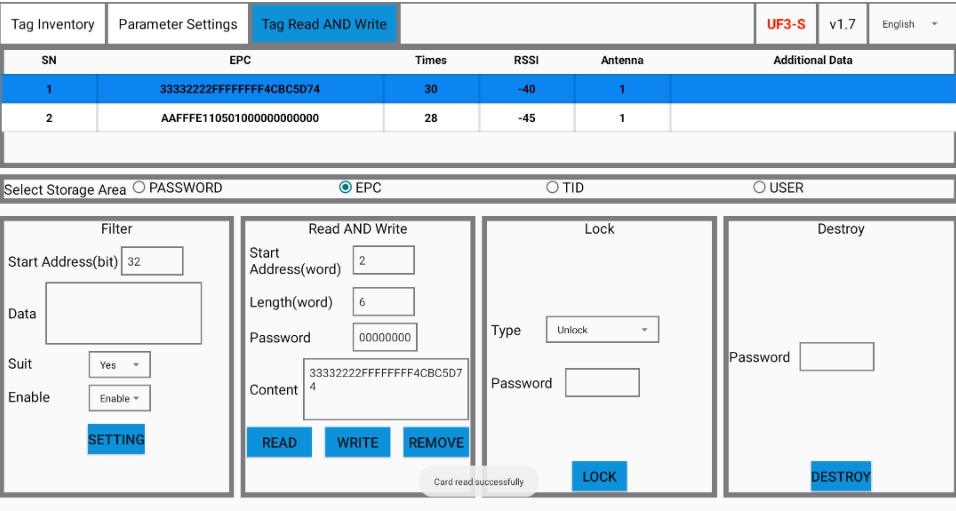 Tag Inventory Parameter Settings Tag Read AND Write UF3-S v1.7 English
SN EPC Times RSSI Antenna Additional Data
1 33332222FFFFFFFF4CBC5D74 30 -40 1
2 AAFFFE110501000000000000 28 -45 1
Select Storage Area PASSWORD EPC TID USER
Filter
Start Address(bit) 32
Data
Suit Yes
Enable Enable
SETTING
Read AND Write
Start
Address(word) 2
Length(word) 6
Password 00000000
Content 33332222FFFFFFFF4CBC5D7
4
READ WRITE REMOVE
Card read successfully
Lock
Type Unlock
Password
LOCK
Destroy
Password
DESTROY